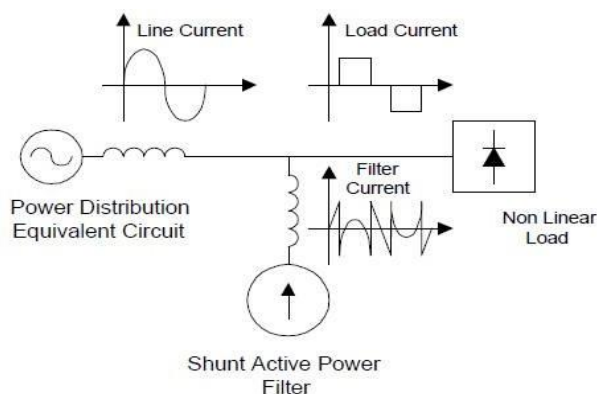 Line Current
Load Current
Filter
Current
Power Distribution
Equivalent Circuit
Non Linear
Load
Shunt Active Power
Filter